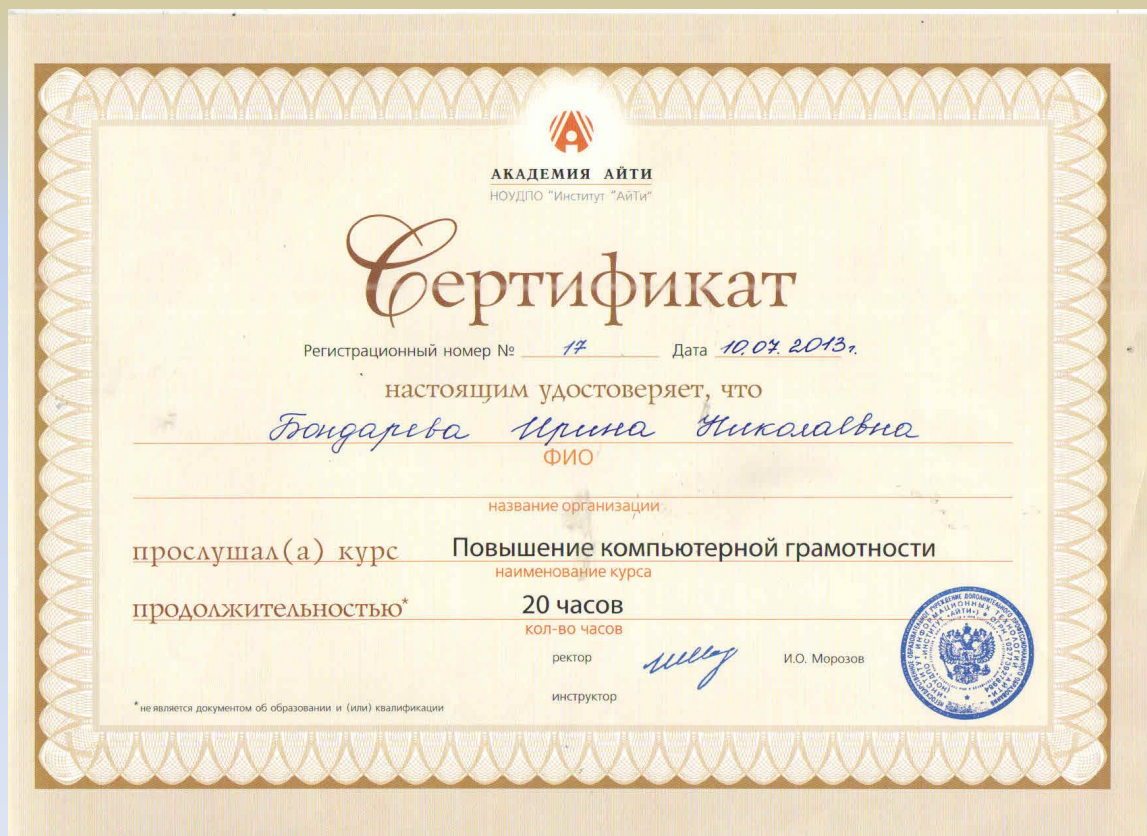 АКАДЕМИЯ АЙТИ
НОУДПО "Институт "АйТи"
Сертификат
Регистрационный номер № 17 Дата 10.07.2013г.
настоящим удостоверяет, что
Бондарева Ирина Николаевна
ФИО
название организации
прослушал(а) курс Повышение компьютерной грамотности
наименование курса
продолжительностью* 20 часов
кол-во часов
ректор И.О. Морозов
инструктор
*не является документом об образовании и (или) квалификации